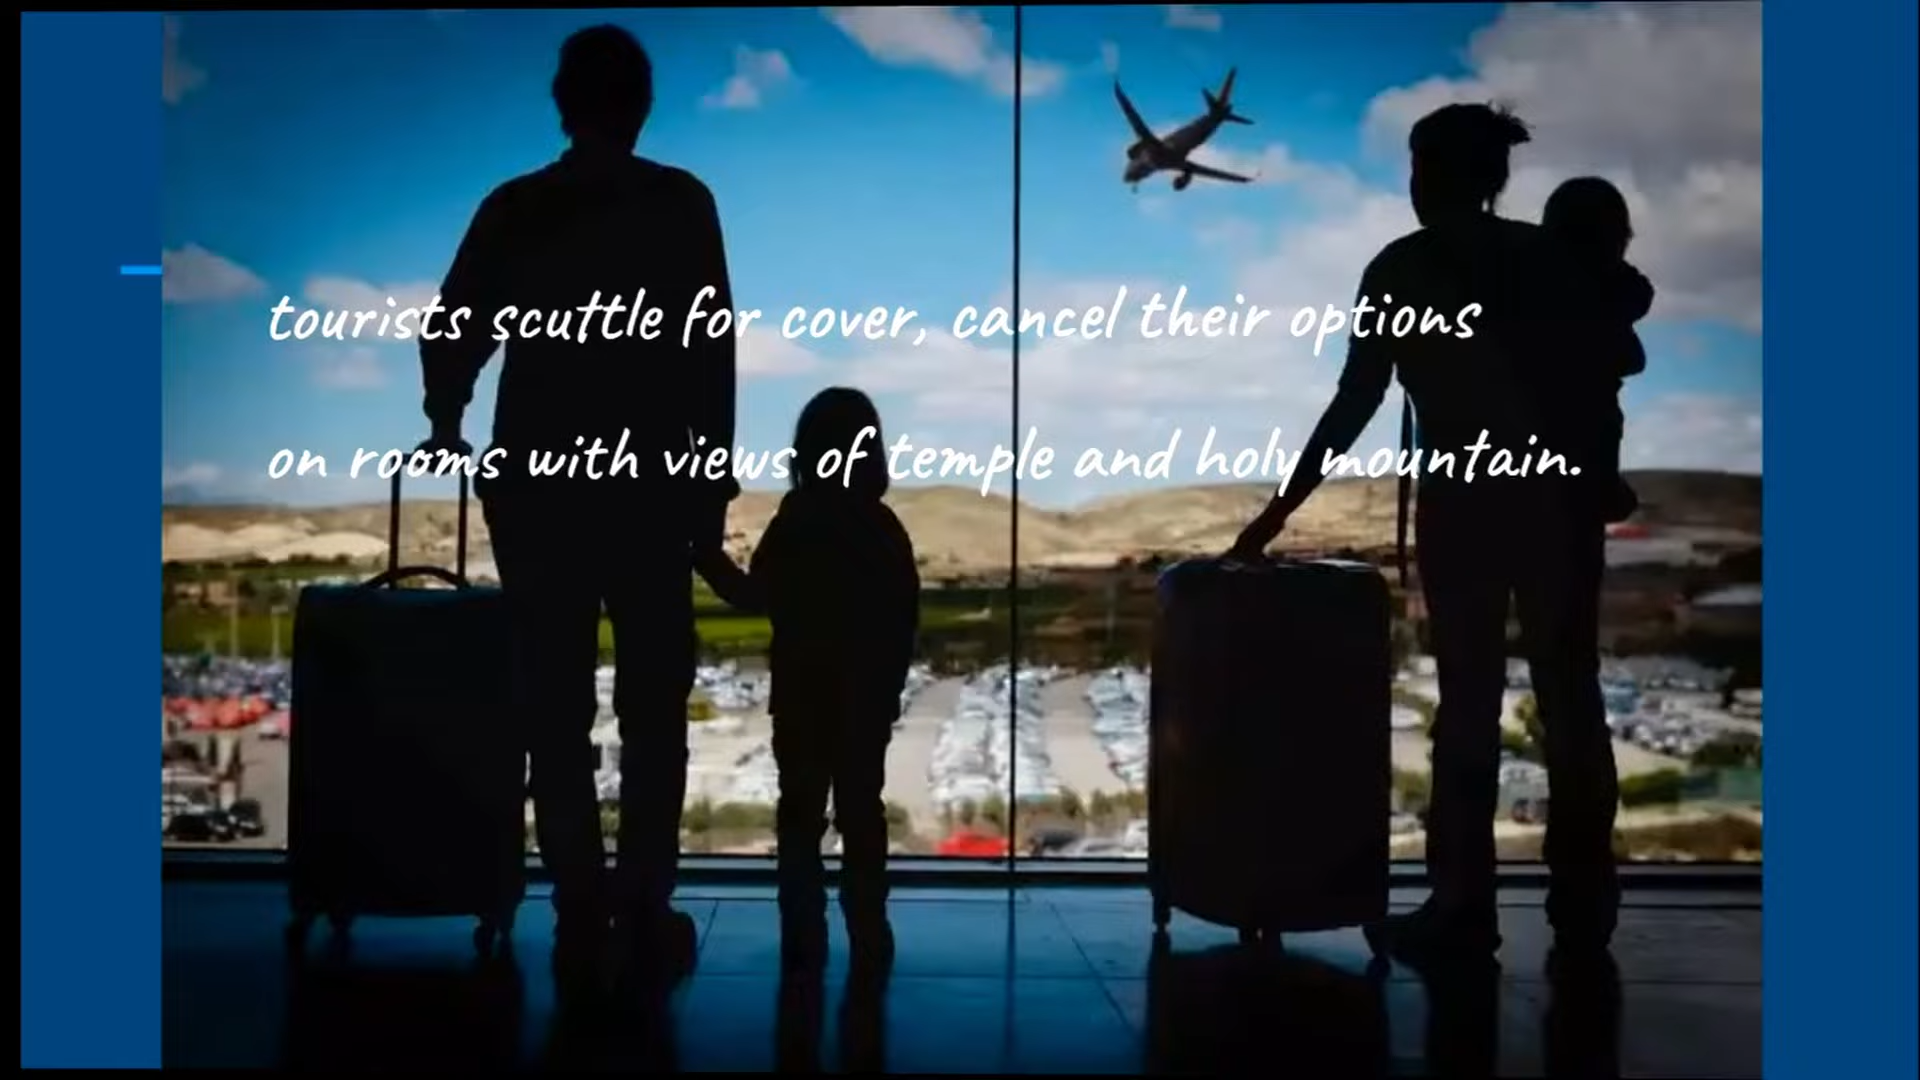 tourists scuttle for cover, cancel their options
on rooms with views of temple and holy mountain.